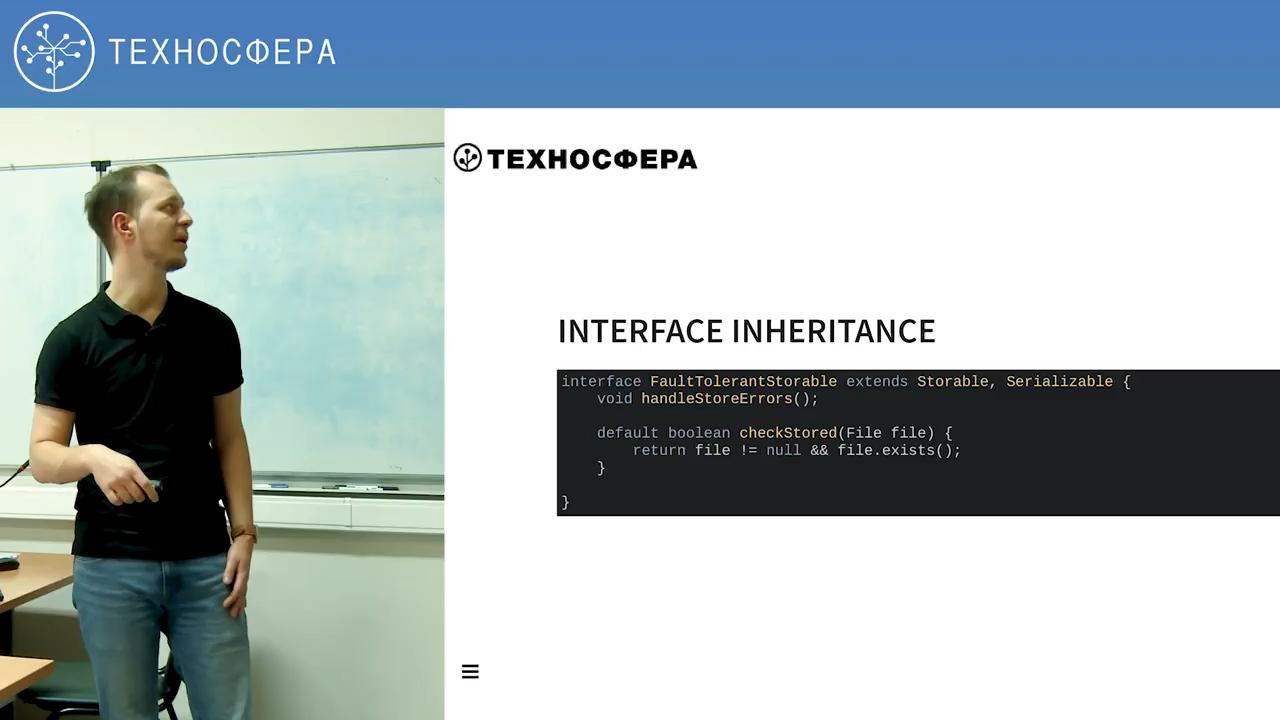 ТЕХНОСФЕРА
ТЕХНОСФЕРА
INTERFACE INHERITANCE
interface FaultTolerantStorable extends Storable, Serializable {
    void handleStoreErrors();

    default boolean checkStored(File file) {
        return file != null && file.exists();
    }

}